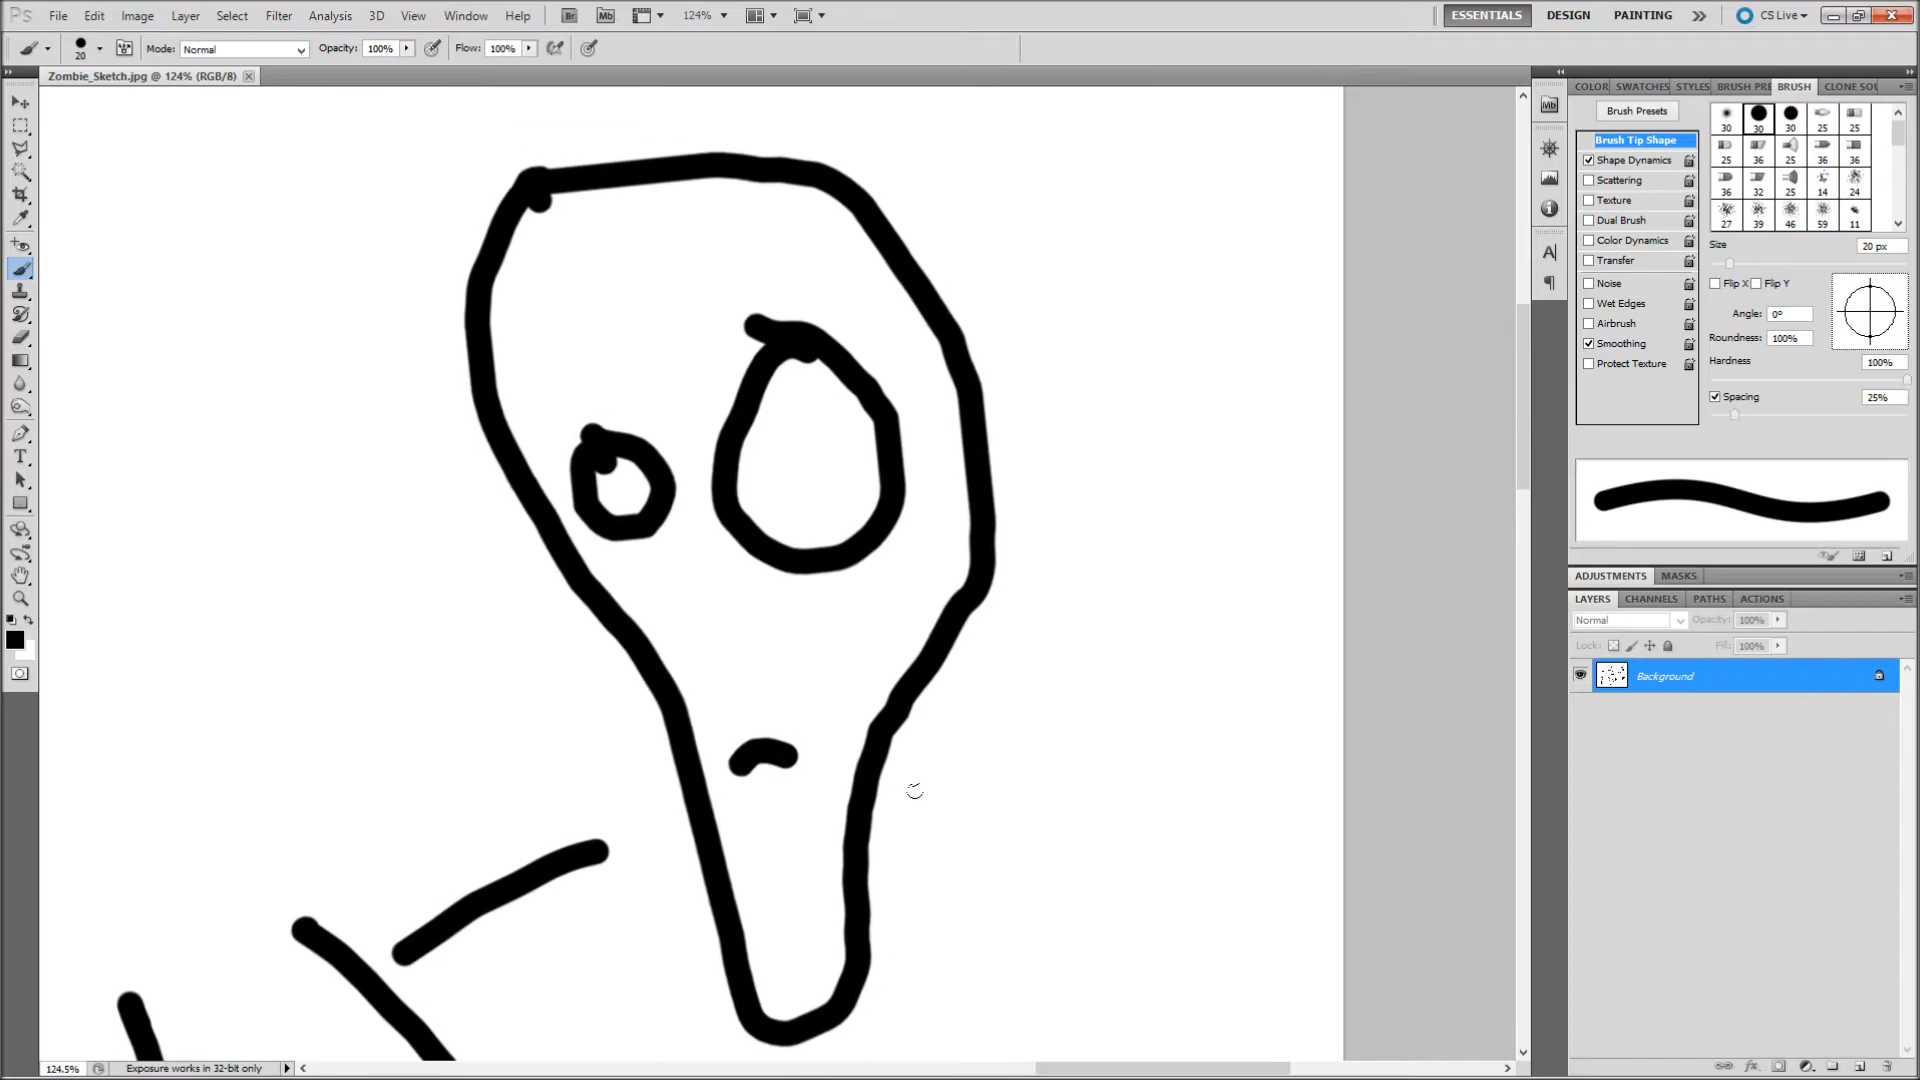 Ps File Edit Image Layer Select Filter Analysis 3D View Window Help Br Mb 124% ESSENTIALS DESIGN PAINTING CS Live
20 Mode: Normal Opacity: 100% Flow: 100%
Zombie_Sketch.jpg @ 124% (RGB/8)
COLOR SWATCHES STYLES BRUSH PRE BRUSH CLONE SOU
Mb
Brush Presets
30 30 30 25 25
Brush Tip Shape
Shape Dynamics
25 36 25 36 36
Scattering
36 32 25 14 24
Texture
Dual Brush
27 39 46 59 11
Color Dynamics
Size 20 px
Transfer
Noise
Flip X Flip Y
Wet Edges
Angle: 0°
Airbrush
Roundness: 100%
Smoothing
Hardness 100%
Protect Texture
Spacing 25%
T
ADJUSTMENTS MASKS
LAYERS CHANNELS PATHS ACTIONS
Normal Opacity: 100%
Lock: Fill: 100%
Background
124.5% Exposure works in 32-bit only
fx